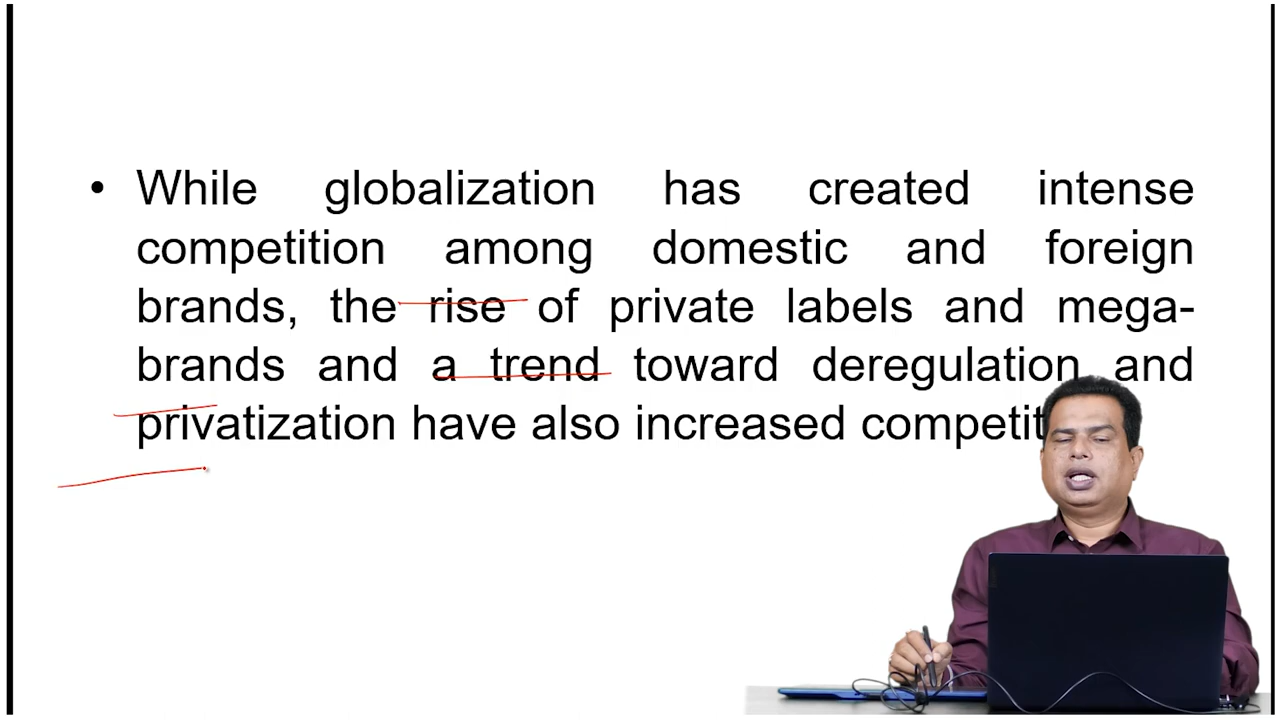 • While globalization has created intense
competition among domestic and foreign
brands, the rise of private labels and mega-
brands and a trend toward deregulation and
privatization have also increased